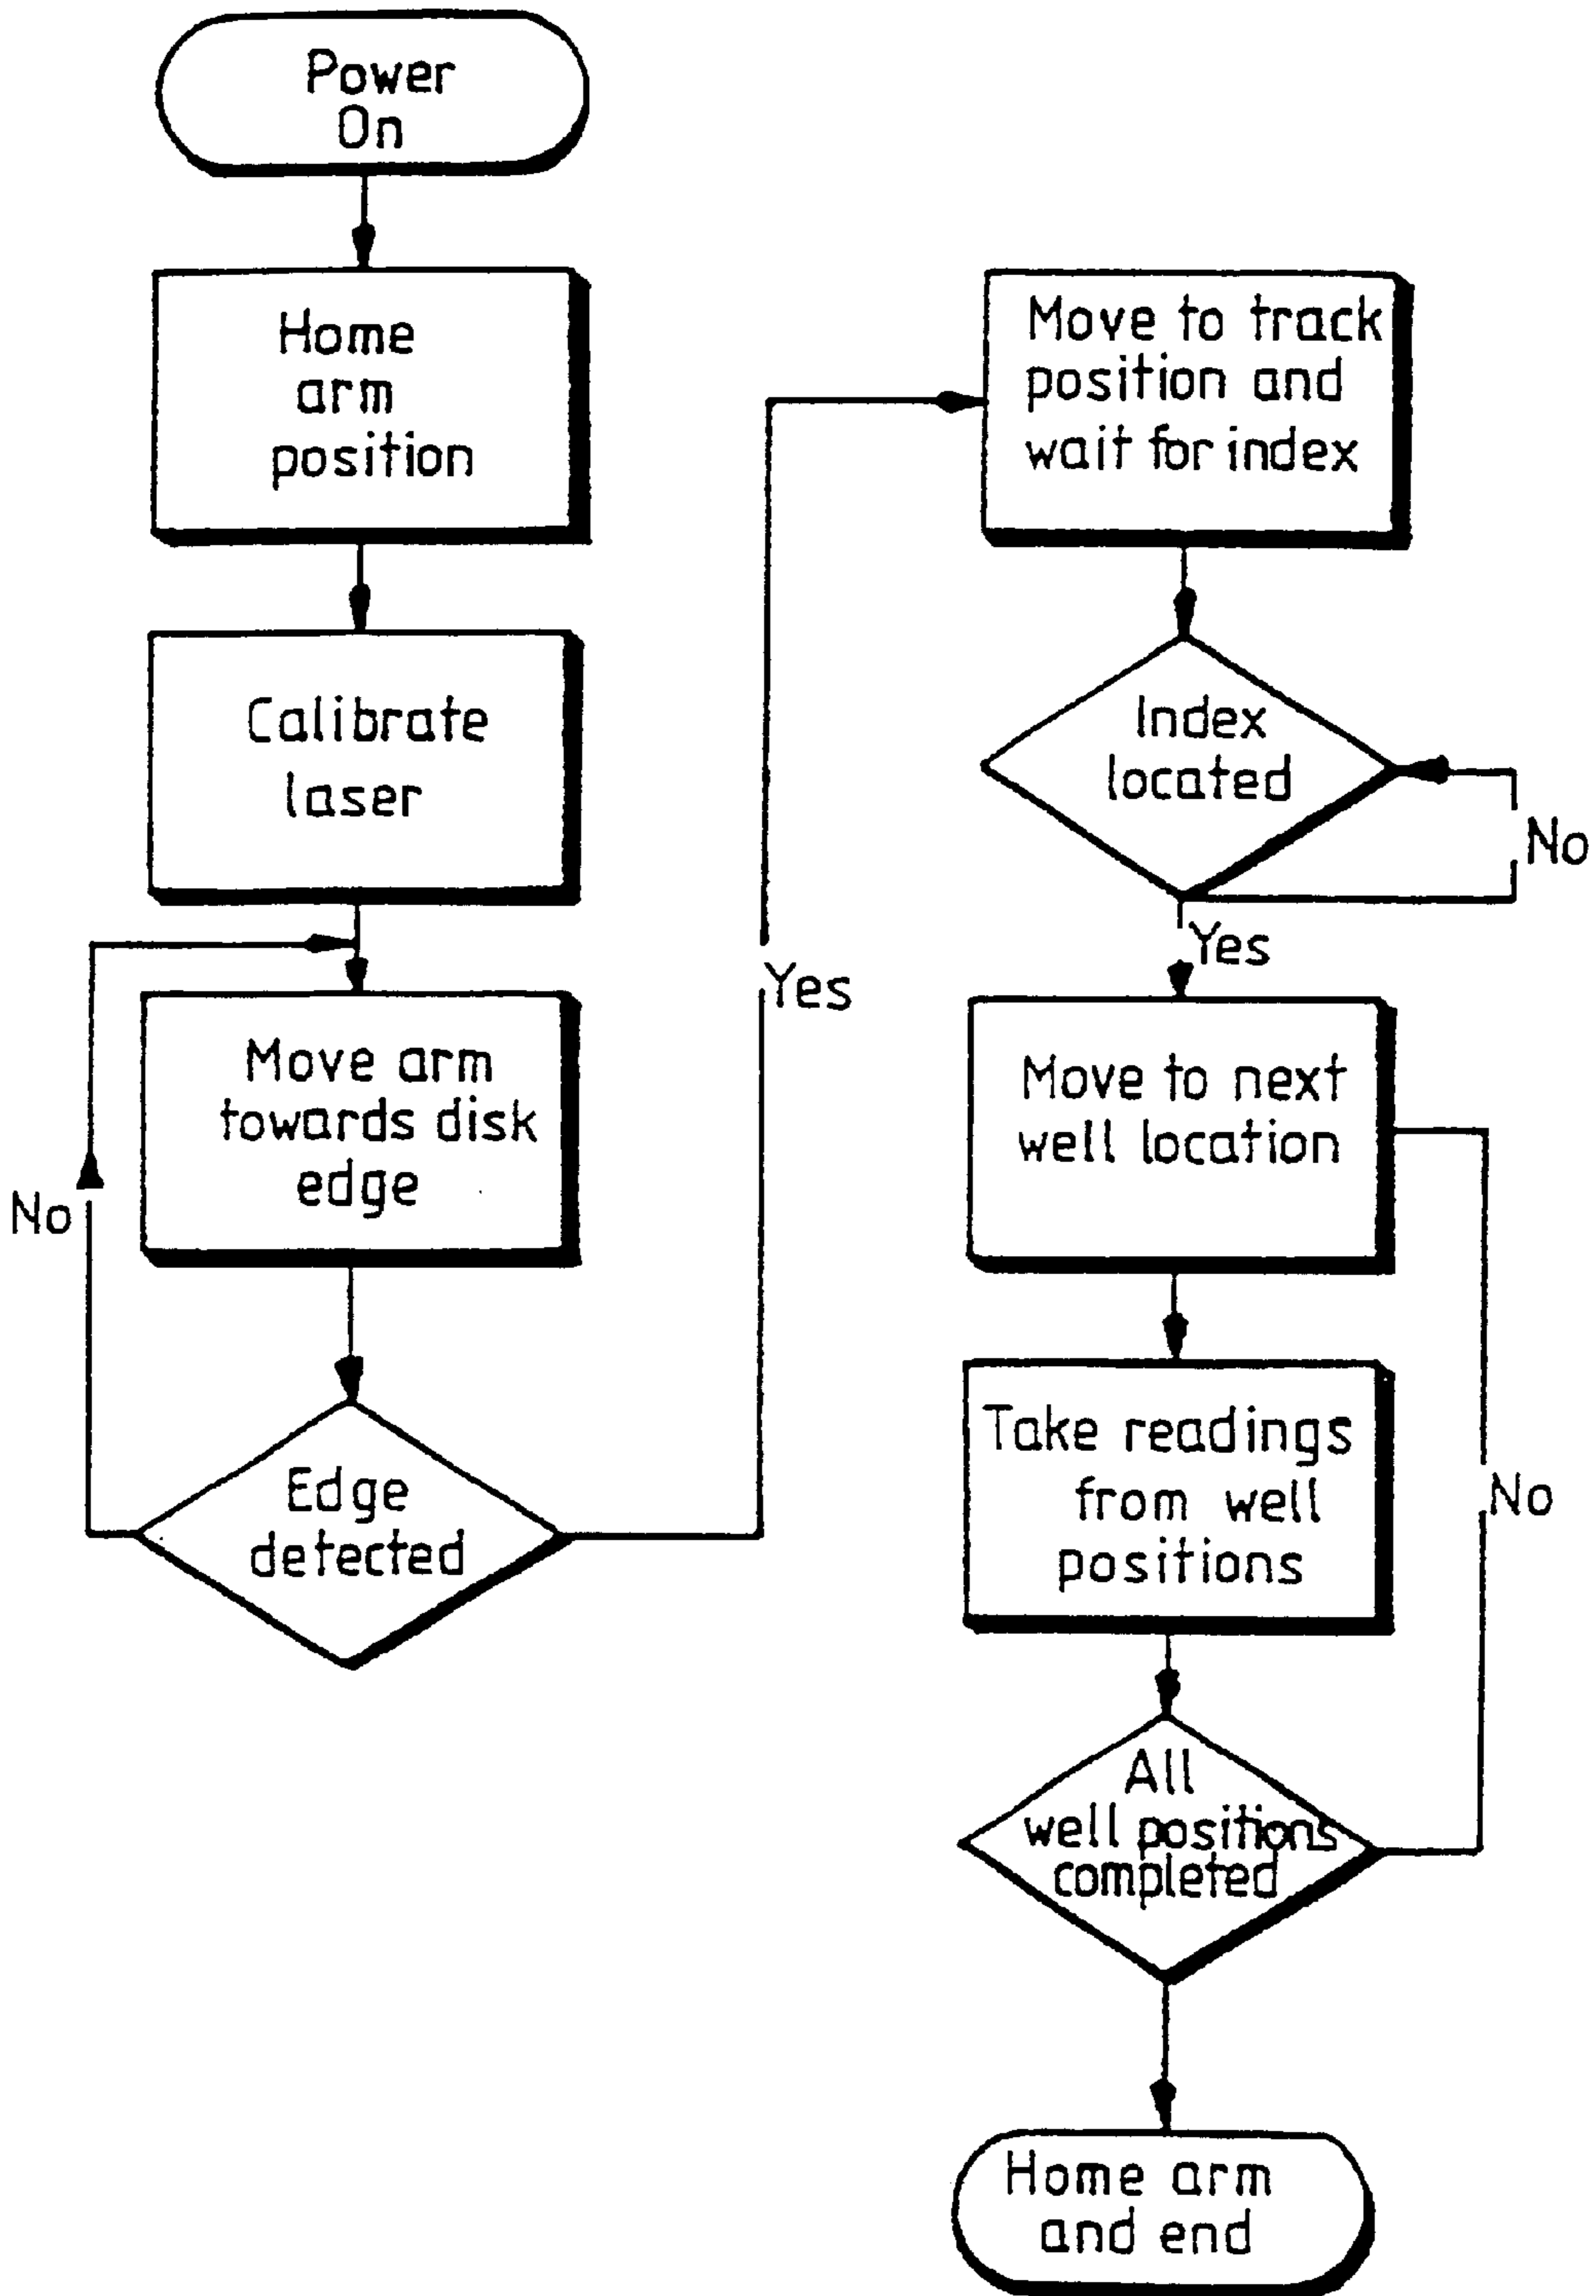 Power
On
Home
arm
position
Calibrate
laser
Move arm
towards disk
edge
No
Edge
detected
Yes
Move to track
position and
wait for index
Index
located
No
Yes
Move to next
well location
Take readings
from well
positions
No
All
well positions
completed
Home arm
and end